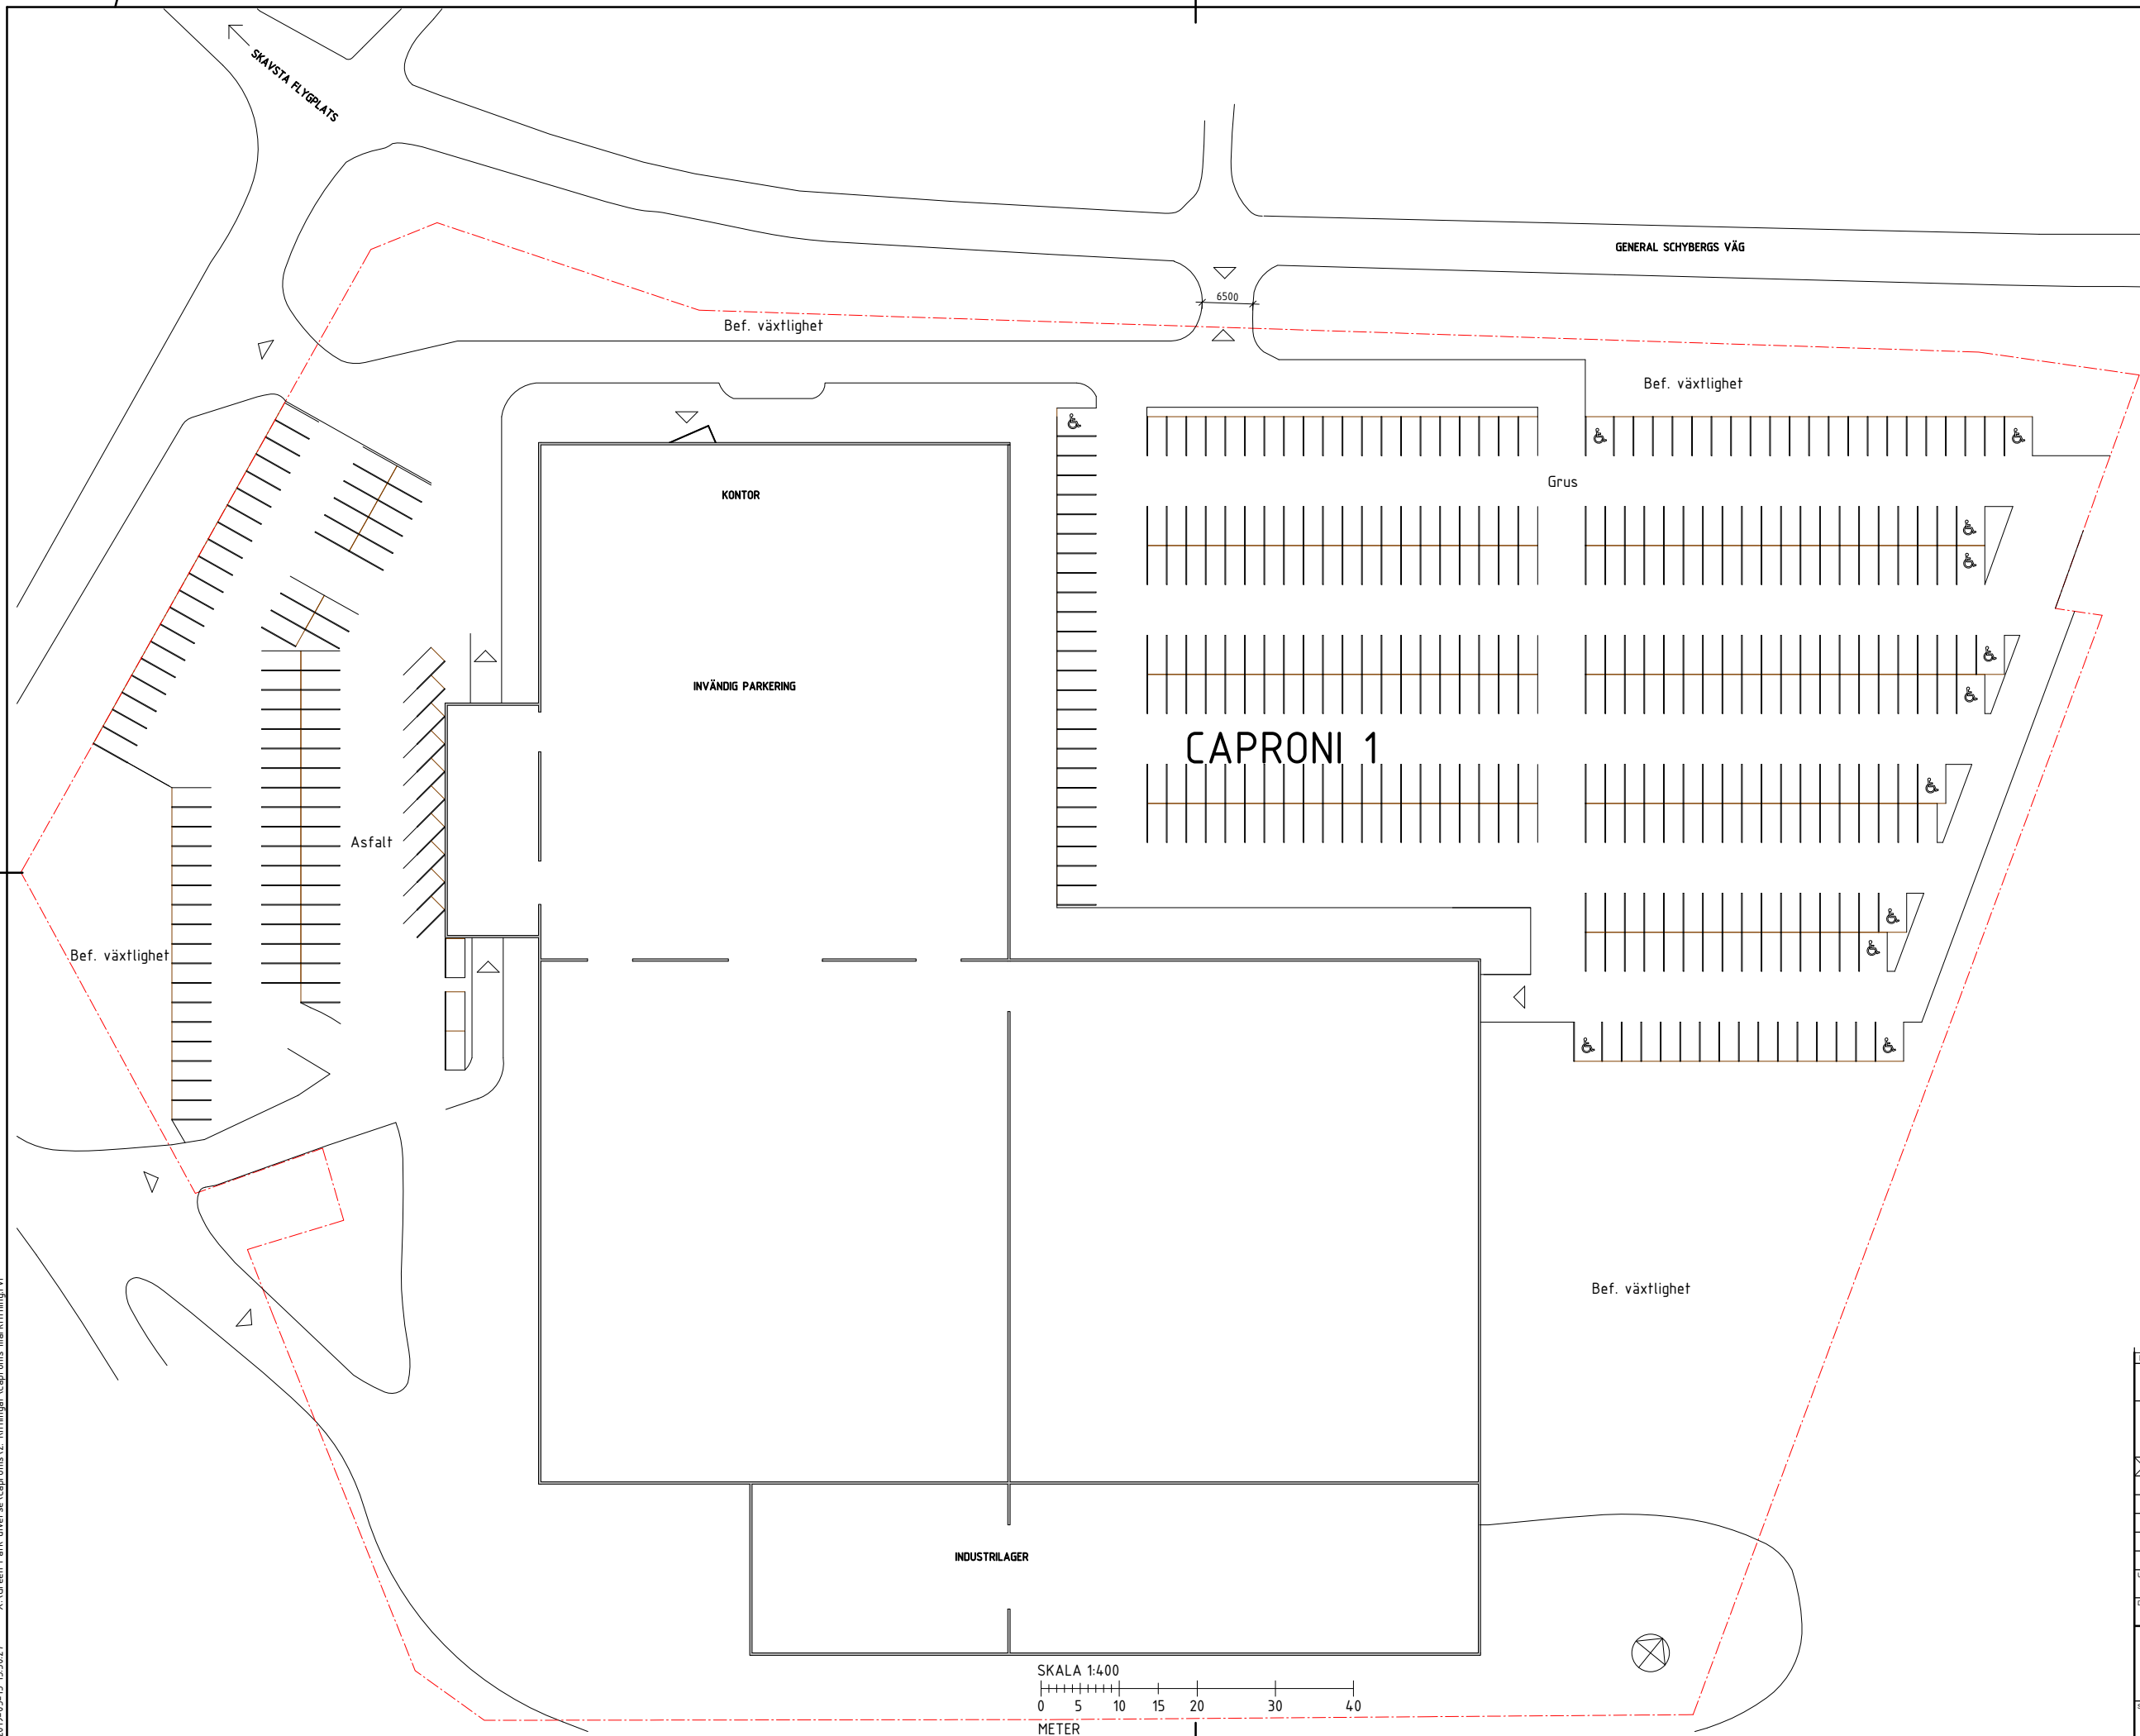 SKAVSTA FLYGPLATS
GENERAL SCHYBERGS VÄG
6500
Bef. växtlighet
Bef. växtlighet
Grus
KONTOR
INVÄNDIG PARKERING
CAPRONI 1
Asfalt
Bef. växtlighet
Bef. växtlighet
INDUSTRILAGER
SKALA 1:400
0 5 10 15 20 30 40
METER